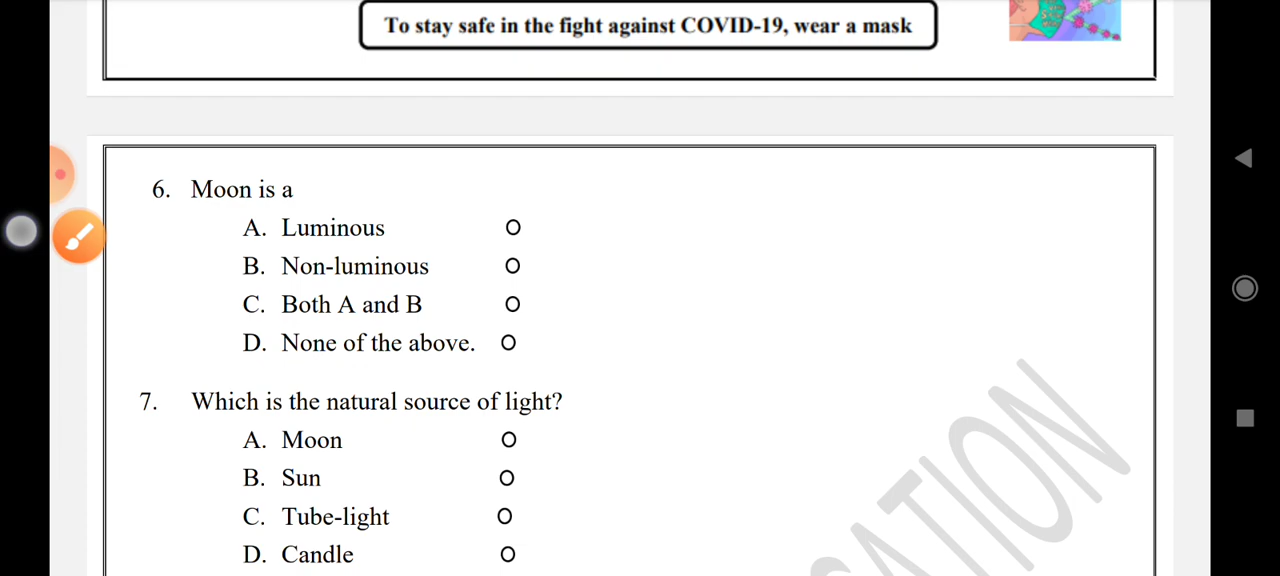 To stay safe in the fight against COVID-19, wear a mask
6. Moon is a
A. Luminous O
B. Non-luminous O
C. Both A and B O
D. None of the above. O
7. Which is the natural source of light?
A. Moon O
B. Sun O
C. Tube-light O
D. Candle O